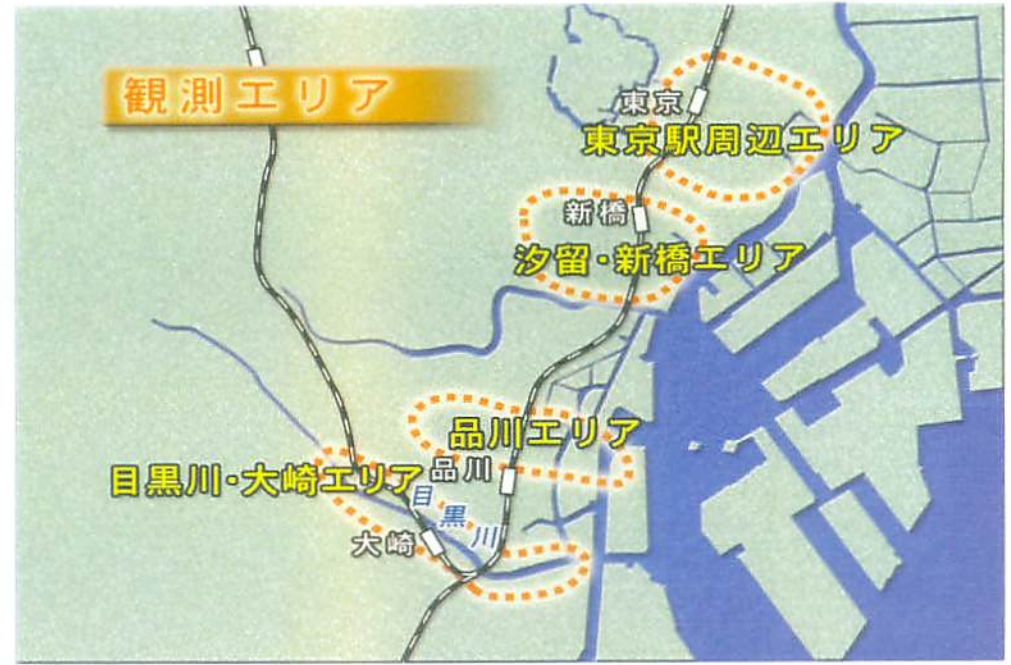 観測エリア
東京
東京駅周辺エリア
新橋
汐留・新橋エリア
品川エリア
品川
目黒川・大崎エリア
目黒川
大崎